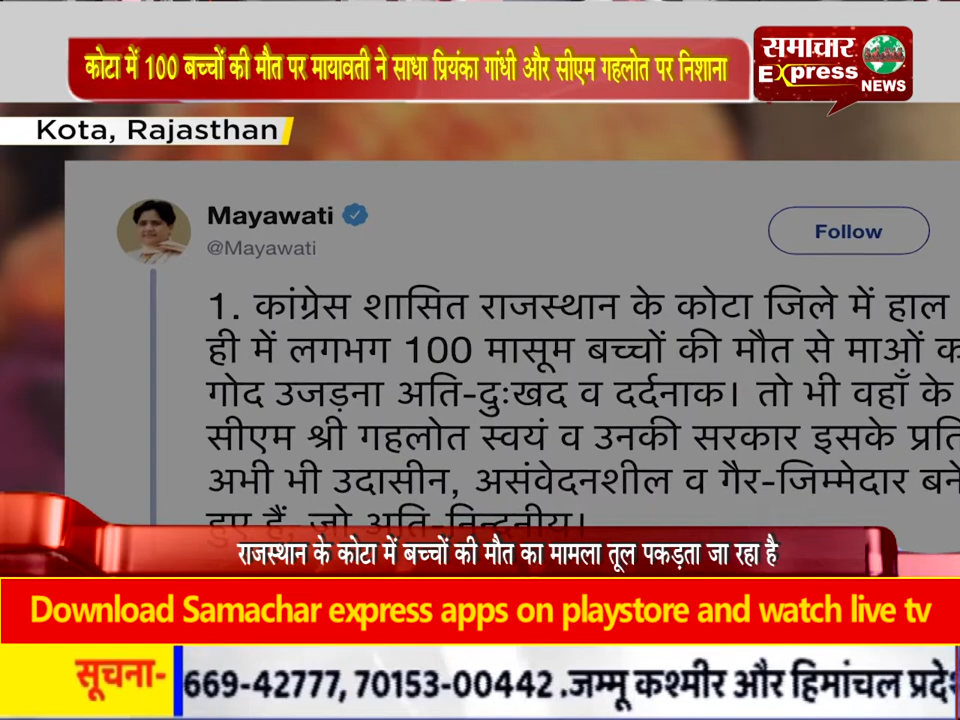 कोटा में 100 बच्चों की मौत पर मायावती ने साधा प्रियंका गांधी और सीएम गहलोत पर निशाना
समाचार
Express
NEWS
Kota, Rajasthan
Mayawati
@Mayawati
Follow
1. कांग्रेस शासित राजस्थान के कोटा जिले में हाल
ही में लगभग 100 मासूम बच्चों की मौत से माओं
गोद उजड़ना अति-दुःखद व दर्दनाक। तो भी वहाँ के
सीएम श्री गहलोत स्वयं व उनकी सरकार इसके प्रति
अभी भी उदासीन, असंवेदनशील व गैर-जिम्मेदार बने
हुए हैं, जो अति-निन्दनीय।
राजस्थान के कोटा में बच्चों की मौत का मामला तूल पकड़ता जा रहा है
Download Samachar express apps on playstore and watch live tv
सूचना-
669-42777, 70153-00442 .जम्मू कश्मीर और हिमांचल